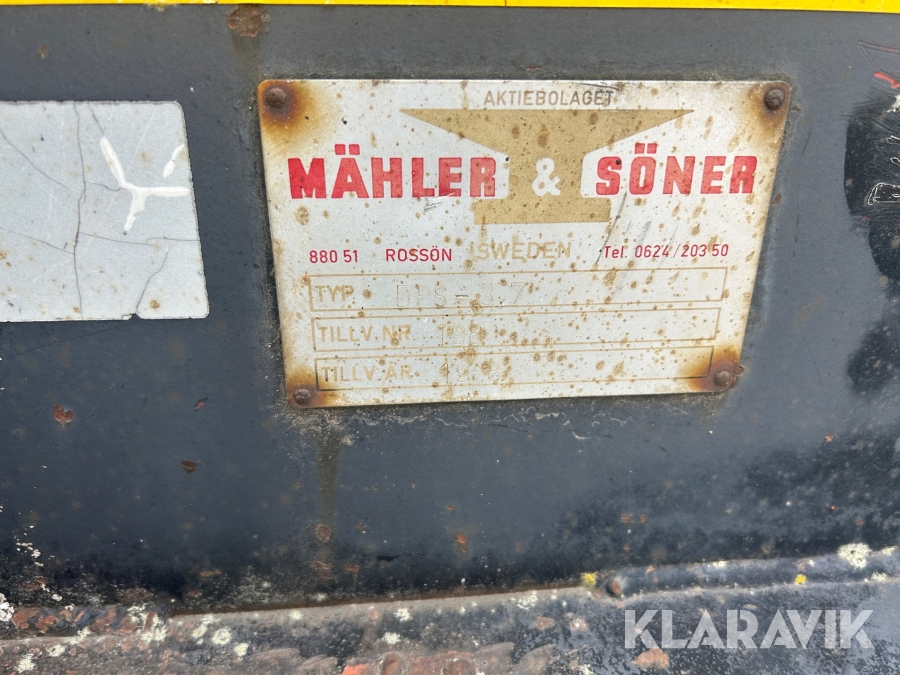 AKTIEBOLAGET
MÄHLER & SÖNER
880 51 ROSSÖN SWEDEN Tel. 0624/203 50
TYP
TILLV. NR
TILLV. ÅR
KLARAVIK